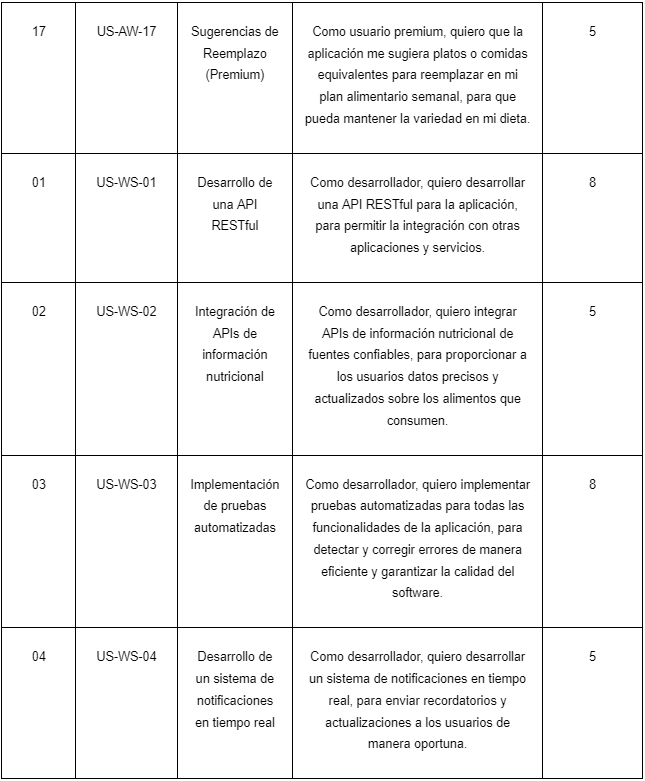 17
US-AW-17
Sugerencias de
Reemplazo
(Premium)
Como usuario premium, quiero que la
aplicación me sugiera platos o comidas
equivalentes para reemplazar en mi
plan alimentario semanal, para que
pueda mantener la variedad en mi dieta.
5
01
US-WS-01
Desarrollo de
una API
RESTful
Como desarrollador, quiero desarrollar
una API RESTful para la aplicación,
para permitir la integración con otras
aplicaciones y servicios.
8
02
US-WS-02
Integración de
APIs de
información
nutricional
Como desarrollador, quiero integrar
APIs de información nutricional de
fuentes confiables, para proporcionar a
los usuarios datos precisos y
actualizados sobre los alimentos que
consumen.
5
03
US-WS-03
Implementación
de pruebas
automatizadas
Como desarrollador, quiero implementar
pruebas automatizadas para todas las
funcionalidades de la aplicación, para
detectar y corregir errores de manera
eficiente y garantizar la calidad del
software.
8
04
US-WS-04
Desarrollo de
un sistema de
notificaciones
en tiempo real
Como desarrollador, quiero desarrollar
un sistema de notificaciones en tiempo
real, para enviar recordatorios y
actualizaciones a los usuarios de
manera oportuna.
5